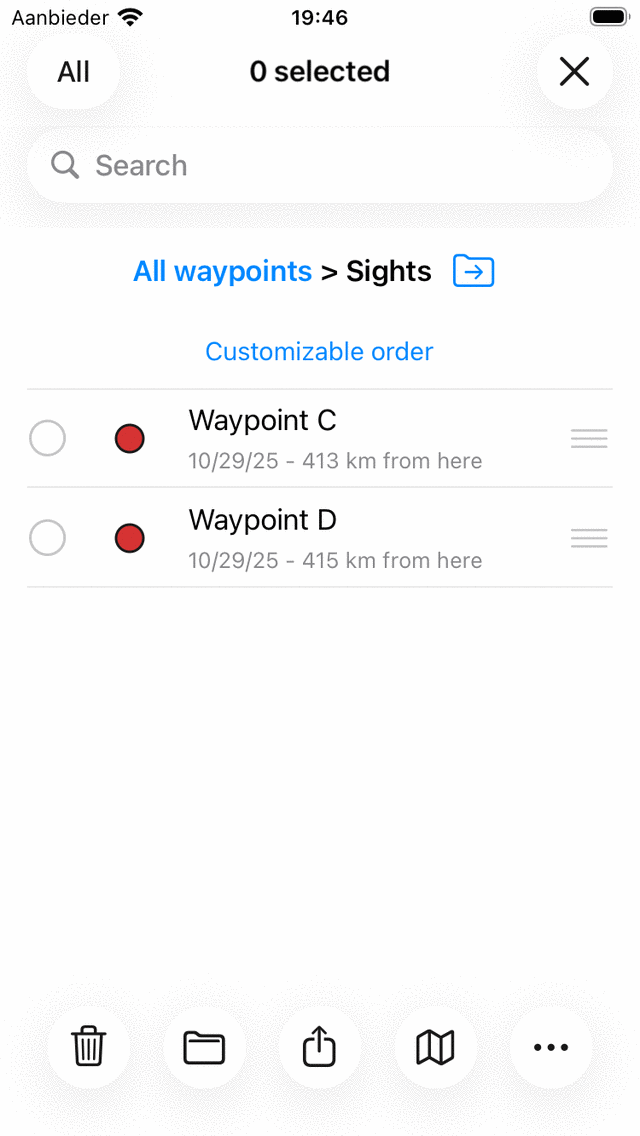 Aanbieder 19:46
All 0 selected
Search
All waypoints > Sights
Customizable order
Waypoint C
10/29/25 - 413 km from here
Waypoint D
10/29/25 - 415 km from here